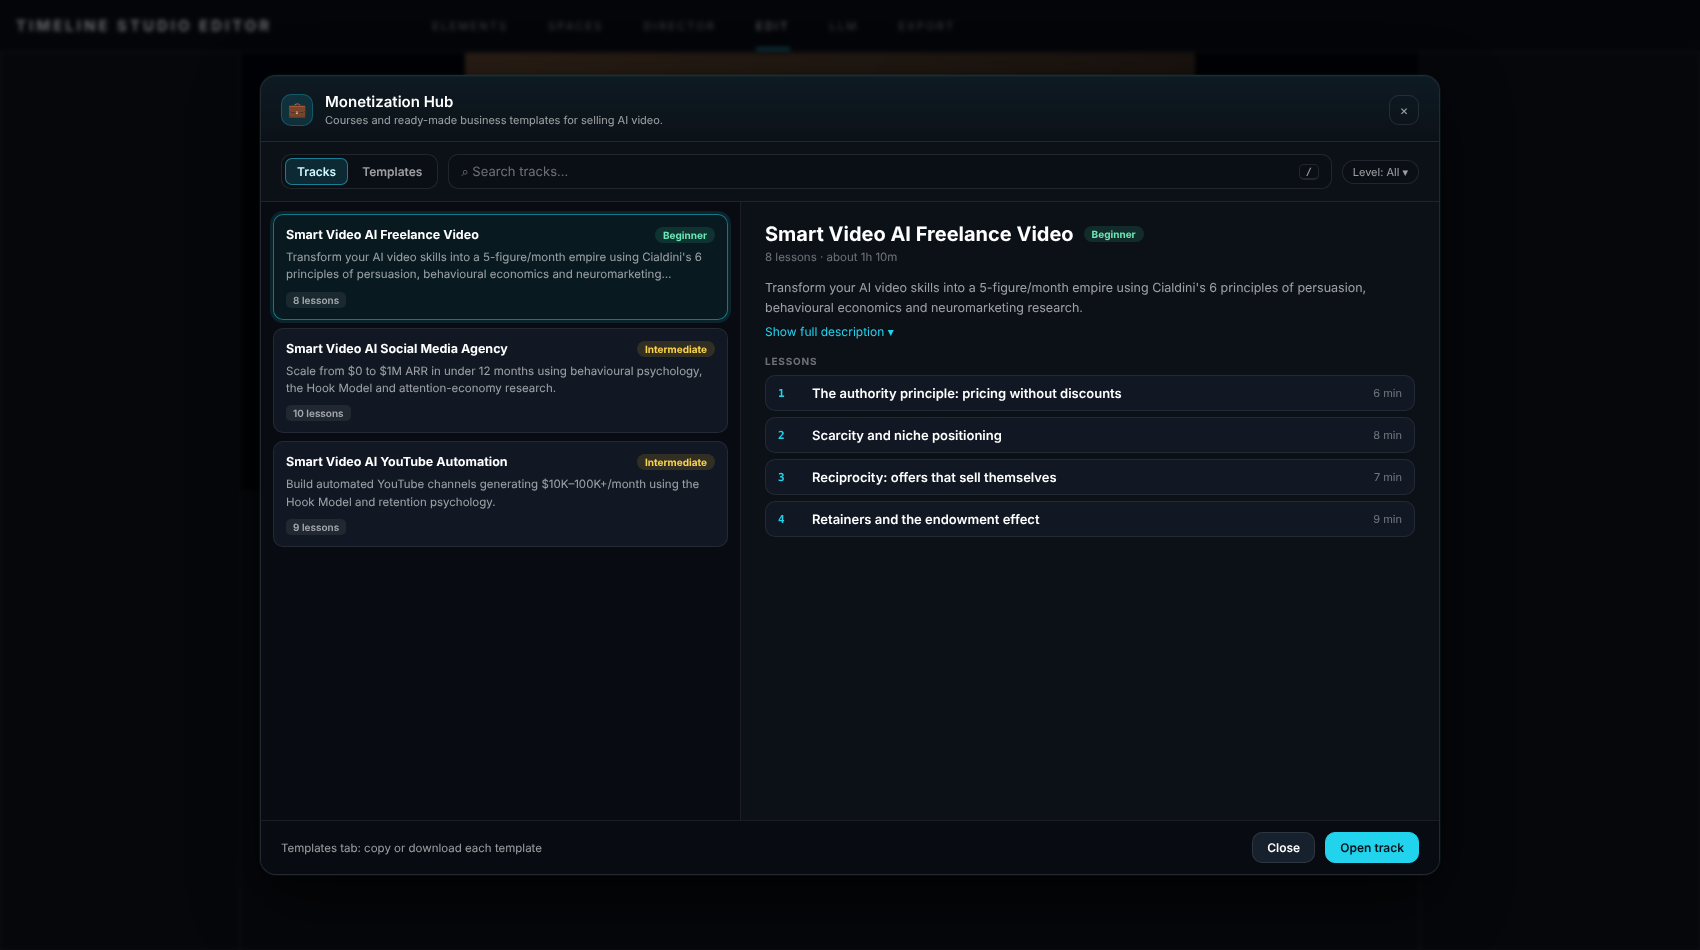 TIMELINE STUDIO EDITOR
ELEMENTS SPACES DIRECTOR EDIT LLM EXPORT
Monetization Hub
Courses and ready-made business templates for selling AI video.
×
Tracks Templates Search tracks... / Level: All ▾
Smart Video AI Freelance Video Beginner
Transform your AI video skills into a 5-figure/month empire using Cialdini's 6
principles of persuasion, behavioural economics and neuromarketing...
8 lessons
Smart Video AI Social Media Agency Intermediate
Scale from $0 to $1M ARR in under 12 months using behavioural psychology,
the Hook Model and attention-economy research.
10 lessons
Smart Video AI YouTube Automation Intermediate
Build automated YouTube channels generating $10K–100K+/month using the
Hook Model and retention psychology.
9 lessons
Smart Video AI Freelance Video Beginner
8 lessons · about 1h 10m
Transform your AI video skills into a 5-figure/month empire using Cialdini's 6 principles of persuasion,
behavioural economics and neuromarketing research.
Show full description ▾
LESSONS
1 The authority principle: pricing without discounts 6 min
2 Scarcity and niche positioning 8 min
3 Reciprocity: offers that sell themselves 7 min
4 Retainers and the endowment effect 9 min
Templates tab: copy or download each template
Close Open track